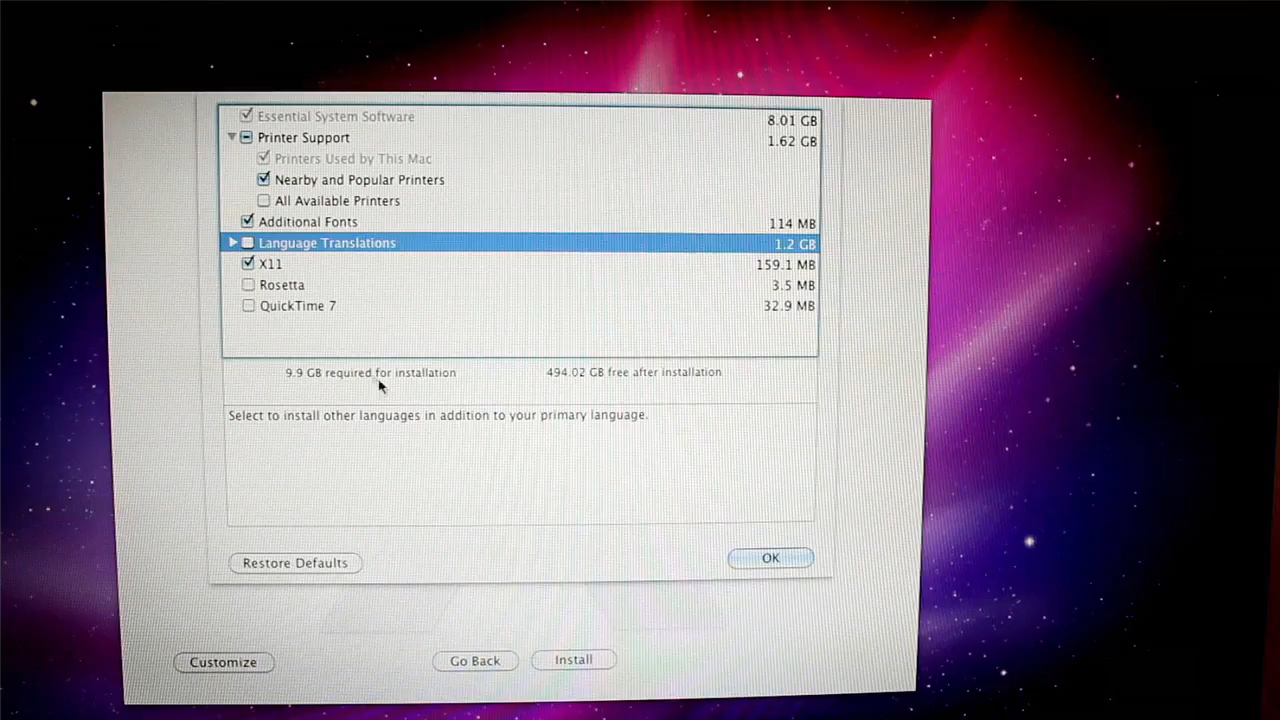 Essential System Software 8.01 GB
Printer Support 1.62 GB
Printers Used by This Mac
Nearby and Popular Printers
All Available Printers
Additional Fonts 114 MB
Language Translations 1.2 GB
X11 159.1 MB
Rosetta 3.5 MB
QuickTime 7 32.9 MB
9.9 GB required for installation 494.02 GB free after installation
Select to install other languages in addition to your primary language.
Restore Defaults OK
Customize Go Back Install